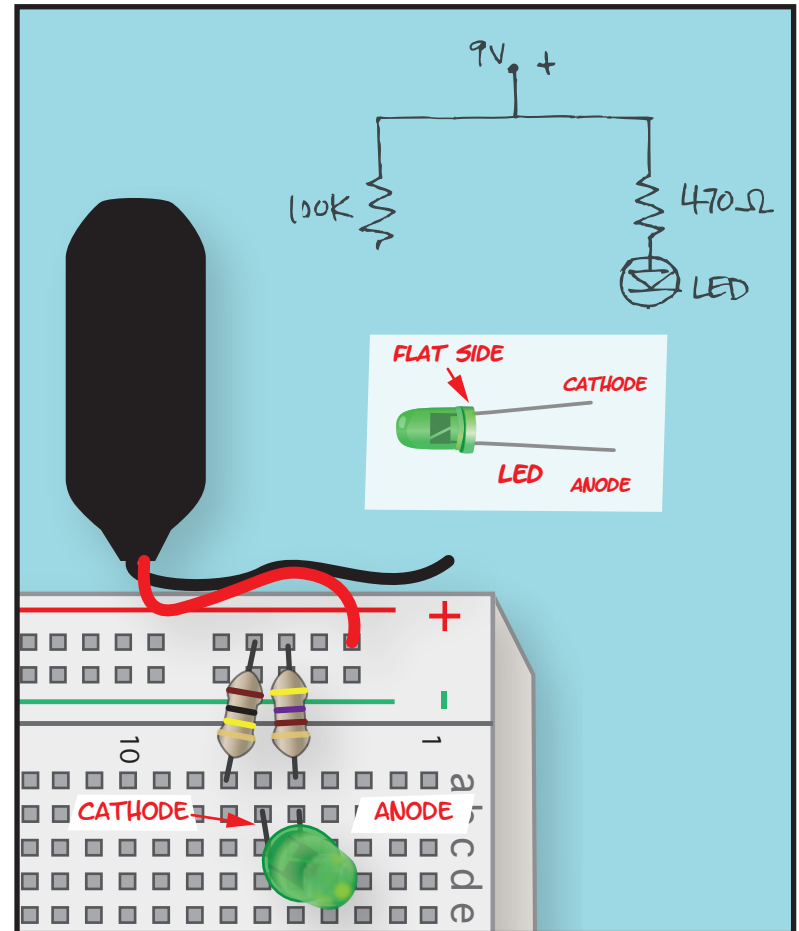 9V +
100K
470Ω
LED
FLAT SIDE
CATHODE
LED
ANODE
+
-
10
1
a
CATHODE
ANODE
b
c
d
e